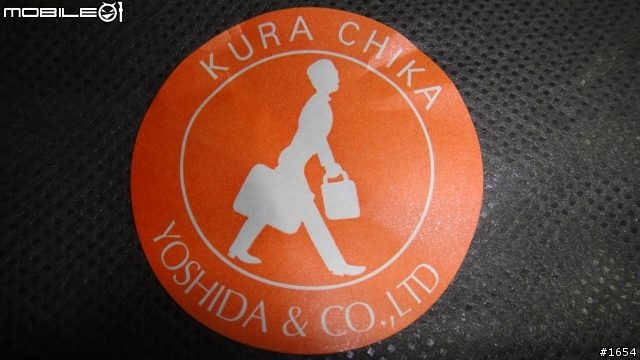 MOBILE01
KURA CHIKA
YOSHIDA & CO.,LTD
#1654